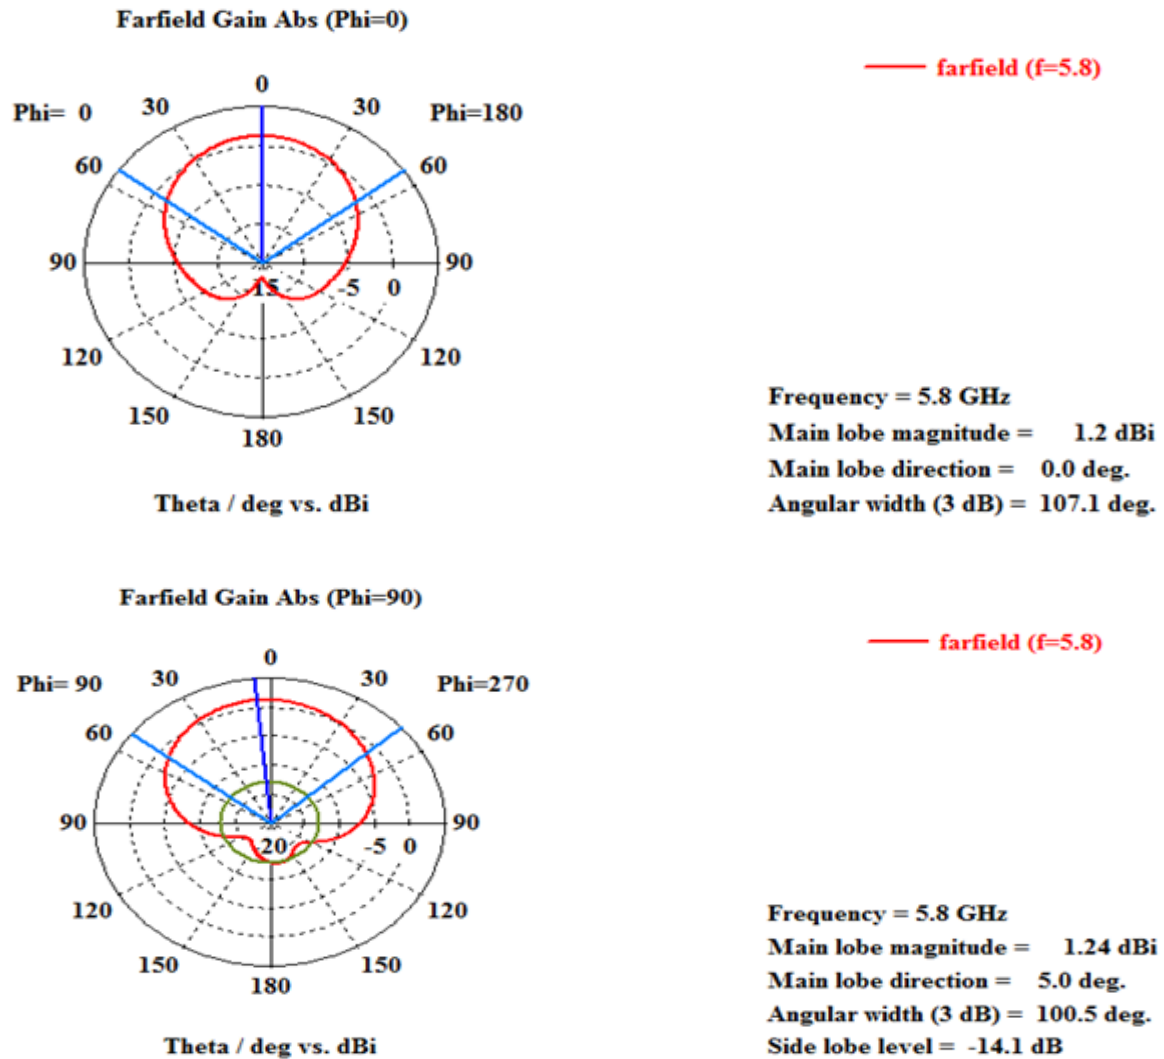 Farfield Gain Abs (Phi=0)
farfield (f=5.8)
0
Phi= 0 30 30 Phi=180
60 60
90 -15 -5 0 90
120 120
150 150
180
Theta / deg vs. dBi
Frequency = 5.8 GHz
Main lobe magnitude = 1.2 dBi
Main lobe direction = 0.0 deg.
Angular width (3 dB) = 107.1 deg.
Farfield Gain Abs (Phi=90)
farfield (f=5.8)
0
Phi= 90 30 30 Phi=270
60 60
90 -20 -5 0 90
120 120
150 150
180
Theta / deg vs. dBi
Frequency = 5.8 GHz
Main lobe magnitude = 1.24 dBi
Main lobe direction = 5.0 deg.
Angular width (3 dB) = 100.5 deg.
Side lobe level = -14.1 dB